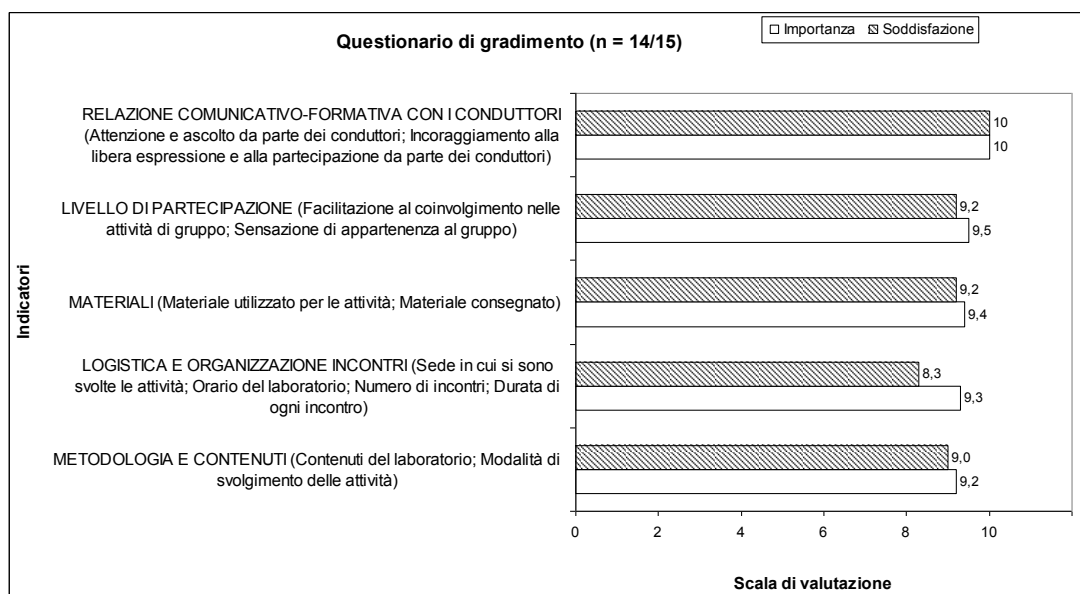 Questionario di gradimento (n = 14/15)
Importanza Soddisfazione
Indicatori
RELAZIONE COMUNICATIVO-FORMATIVA CON I CONDUTTORI
(Attenzione e ascolto da parte dei conduttori; Incoraggiamento alla
libera espressione e alla partecipazione da parte dei conduttori)
10
10
LIVELLO DI PARTECIPAZIONE (Facilitazione al coinvolgimento nelle
attività di gruppo; Sensazione di appartenenza al gruppo)
9,2
9,5
MATERIALI (Materiale utilizzato per le attività; Materiale consegnato)
9,2
9,4
LOGISTICA E ORGANIZZAZIONE INCONTRI (Sede in cui si sono
svolte le attività; Orario del laboratorio; Numero di incontri; Durata di
ogni incontro)
8,3
9,3
METODOLOGIA E CONTENUTI (Contenuti del laboratorio; Modalità di
svolgimento delle attività)
9,0
9,2
0 2 4 6 8 10
Scala di valutazione